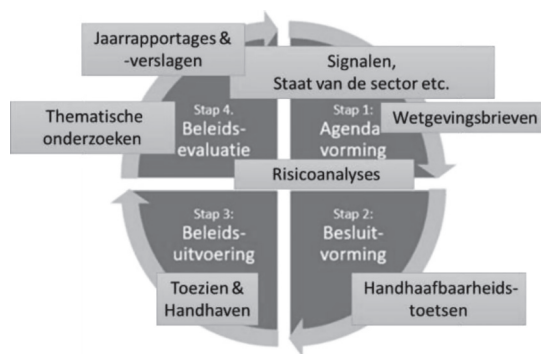 Jaarrapportages &
-verslagen
Signalen,
Staat van de sector etc.
Thematische
onderzoeken
Stap 4.
Beleids-
evaluatie
Stap 1:
Agenda
vorming
Wetgevingsbrieven
Risicoanalyses
Stap 3:
Beleids-
uitvoering
Stap 2:
Besluit-
vorming
Toezien &
Handhaven
Handhaafbaarheids-
toetsen